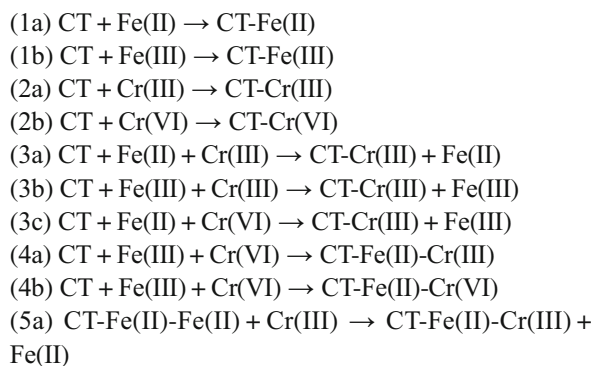 (1a) CT + Fe(II) → CT-Fe(II)
(1b) CT + Fe(III) → CT-Fe(III)
(2a) CT + Cr(III) → CT-Cr(III)
(2b) CT + Cr(VI) → CT-Cr(VI)
(3a) CT + Fe(II) + Cr(III) → CT-Cr(III) + Fe(II)
(3b) CT + Fe(III) + Cr(III) → CT-Cr(III) + Fe(III)
(3c) CT + Fe(II) + Cr(VI) → CT-Cr(III) + Fe(III)
(4a) CT + Fe(III) + Cr(VI) → CT-Fe(II)-Cr(III)
(4b) CT + Fe(III) + Cr(VI) → CT-Fe(II)-Cr(VI)
(5a) CT-Fe(II)-Fe(II) + Cr(III) → CT-Fe(II)-Cr(III) +
Fe(II)